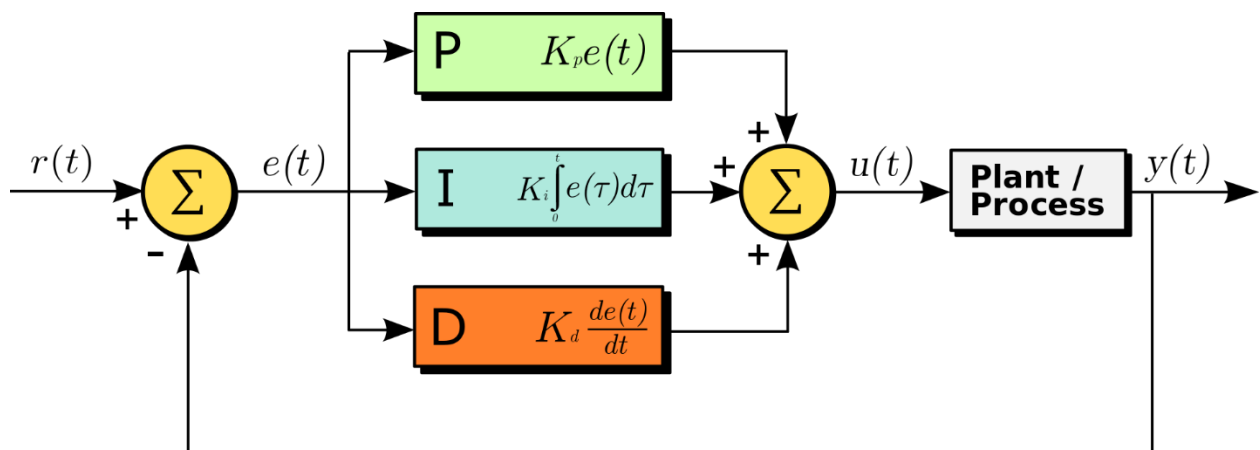 r(t)
+
-
Σ
e(t)
P K_p e(t)
I K_i ∫_0^t e(τ)dτ
D K_d de(t)/dt
+
+
+
Σ
u(t)
Plant /
Process
y(t)